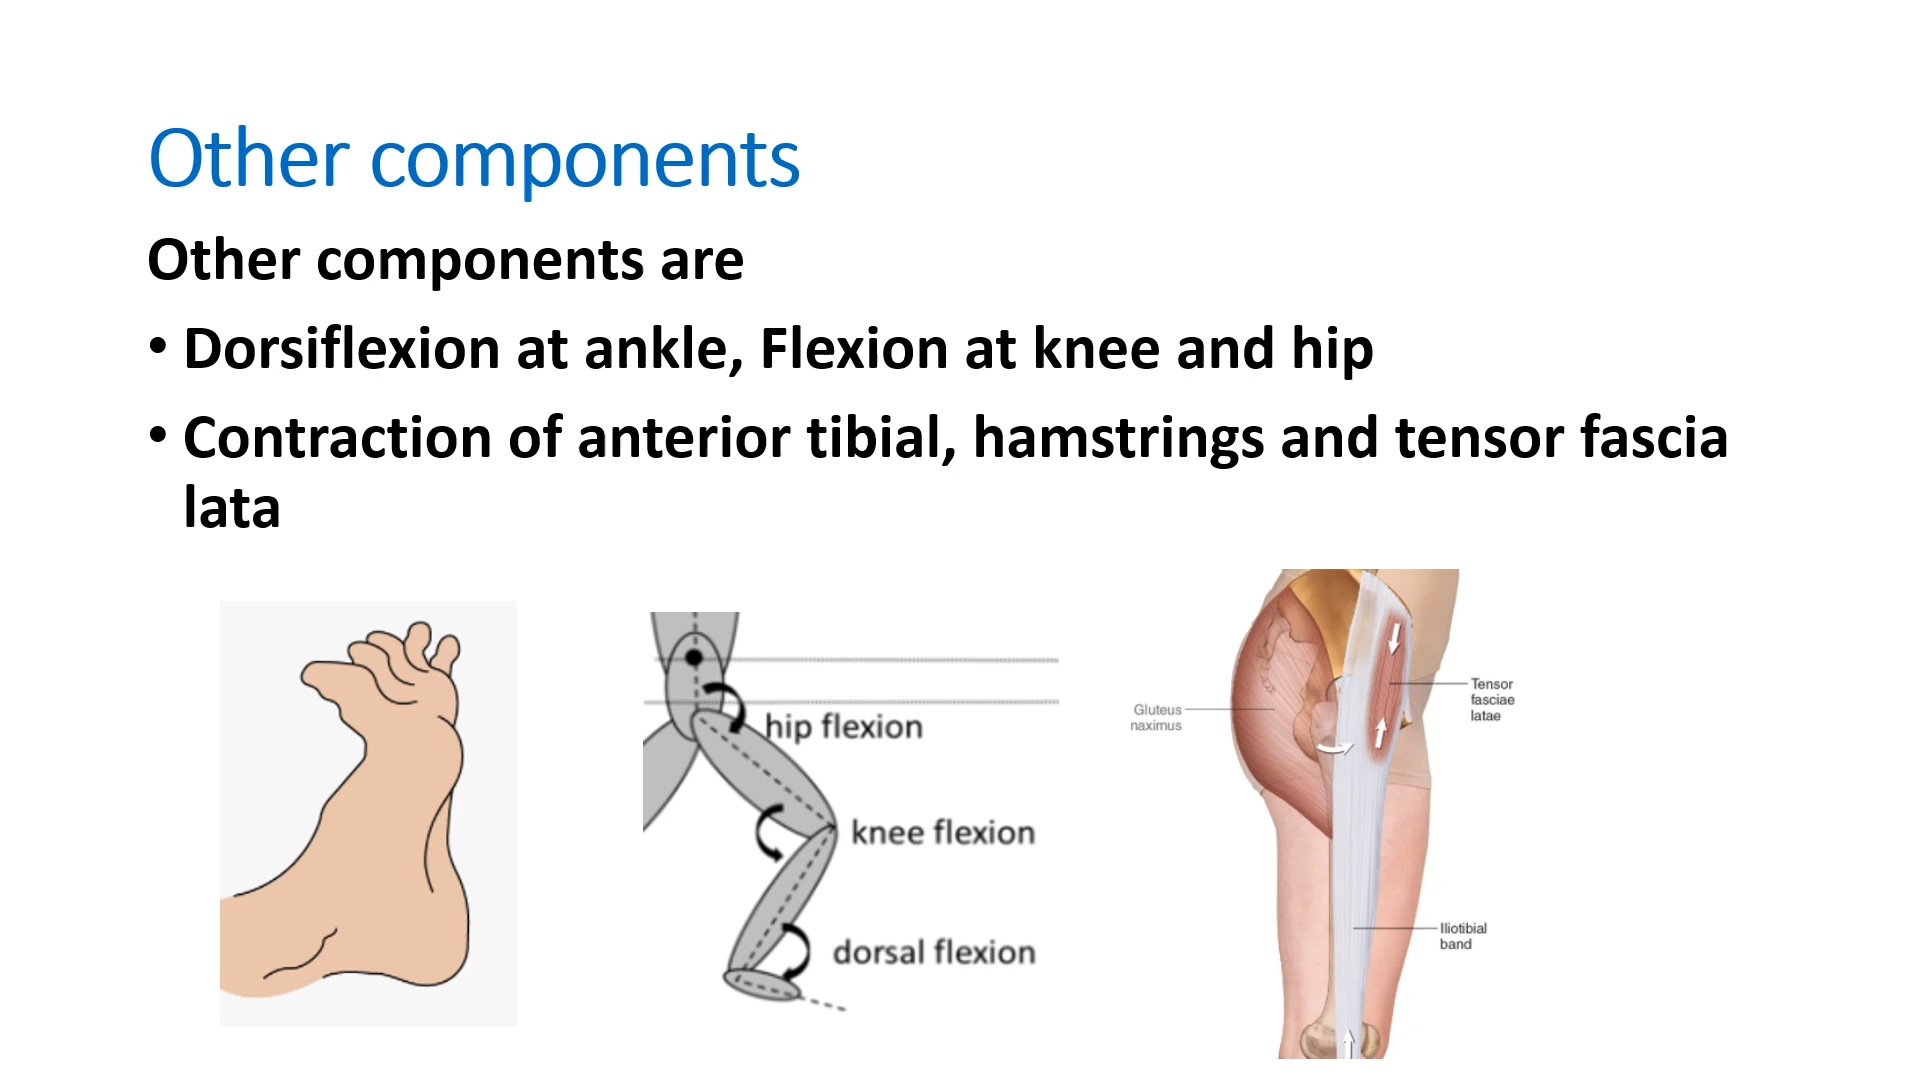 Other components
Other components are
• Dorsiflexion at ankle, Flexion at knee and hip
• Contraction of anterior tibial, hamstrings and tensor fascia
lata
hip flexion
knee flexion
dorsal flexion
Gluteus
naximus
Tensor
fasciae
latae
Iliotibial
band